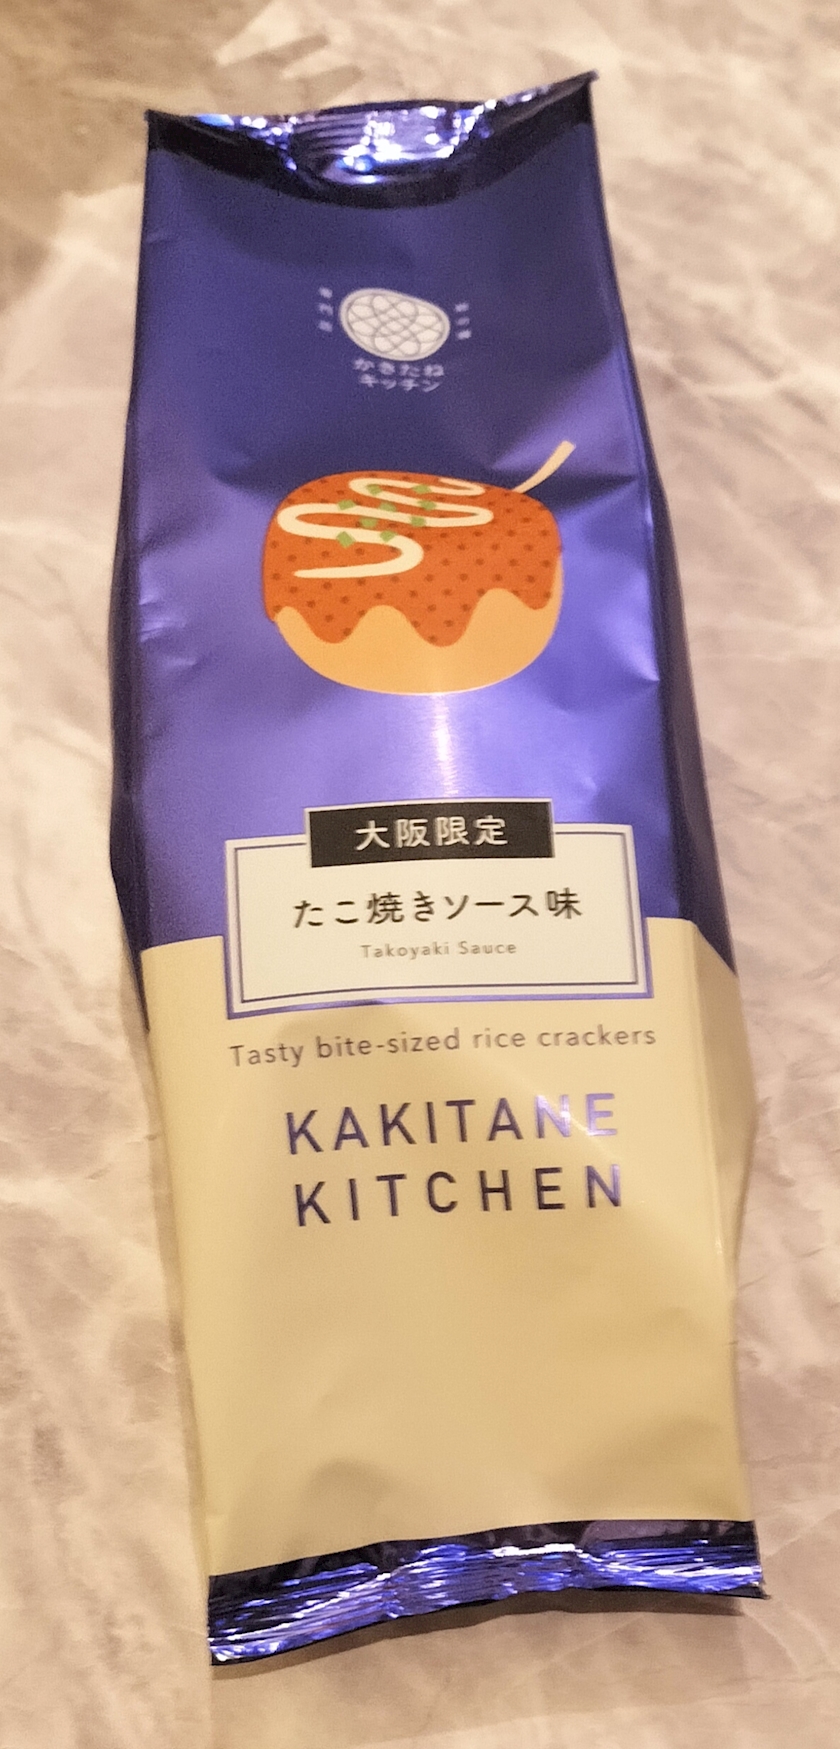 かきたね
キッチン
大阪限定
たこ焼きソース味
Takoyaki Sauce
Tasty bite-sized rice crackers
KAKITANE
KITCHEN